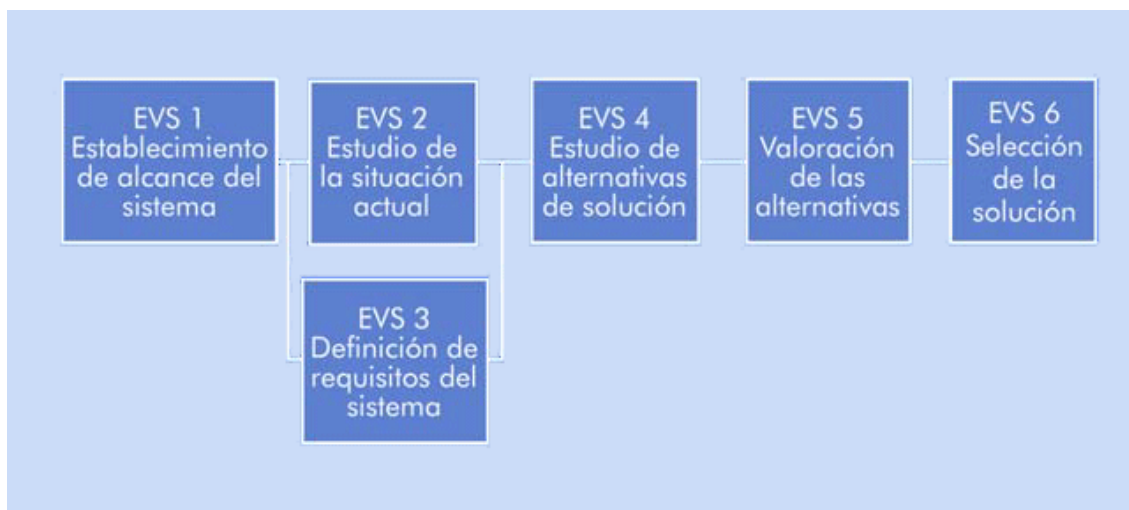 EVS 1
Establecimiento
de alcance del
sistema
EVS 2
Estudio de
la situación
actual
EVS 3
Definición de
requisitos del
sistema
EVS 4
Estudio de
alternativas
de solución
EVS 5
Valoración
de las
alternativas
EVS 6
Selección
de la
solución